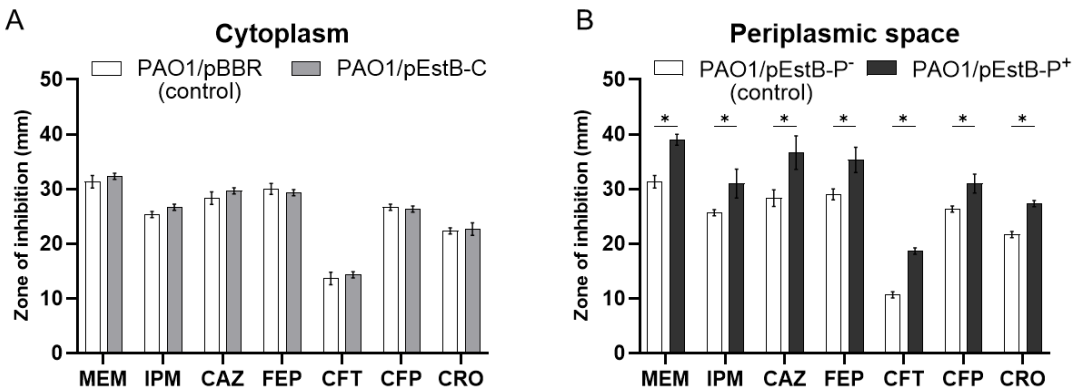 A
Cytoplasm
PAO1/pBBR
(control)
PAO1/pEstB-C
Zone of inhibition (mm)
50
40
30
20
10
0
MEM IPM CAZ FEP CFT CFP CRO
B
Periplasmic space
PAO1/pEstB-P⁻
(control)
PAO1/pEstB-P⁺
Zone of inhibition (mm)
50
40
30
20
10
0
* * * * * * *
MEM IPM CAZ FEP CFT CFP CRO